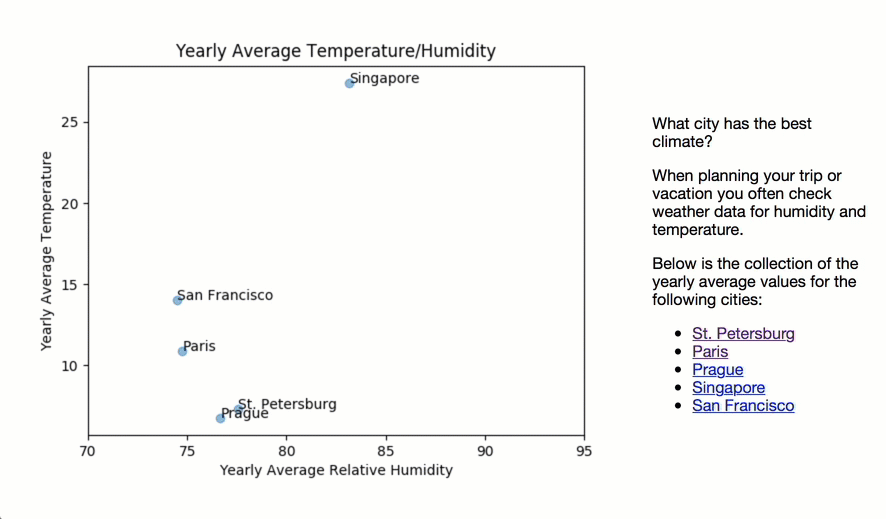 Yearly Average Temperature/Humidity
Singapore
25
20
15
10
San Francisco
Paris
St. Petersburg
Prague
Yearly Average Temperature
70 75 80 85 90 95
Yearly Average Relative Humidity
What city has the best
climate?
When planning your trip or
vacation you often check
weather data for humidity and
temperature.
Below is the collection of the
yearly average values for the
following cities:
St. Petersburg
Paris
Prague
Singapore
San Francisco